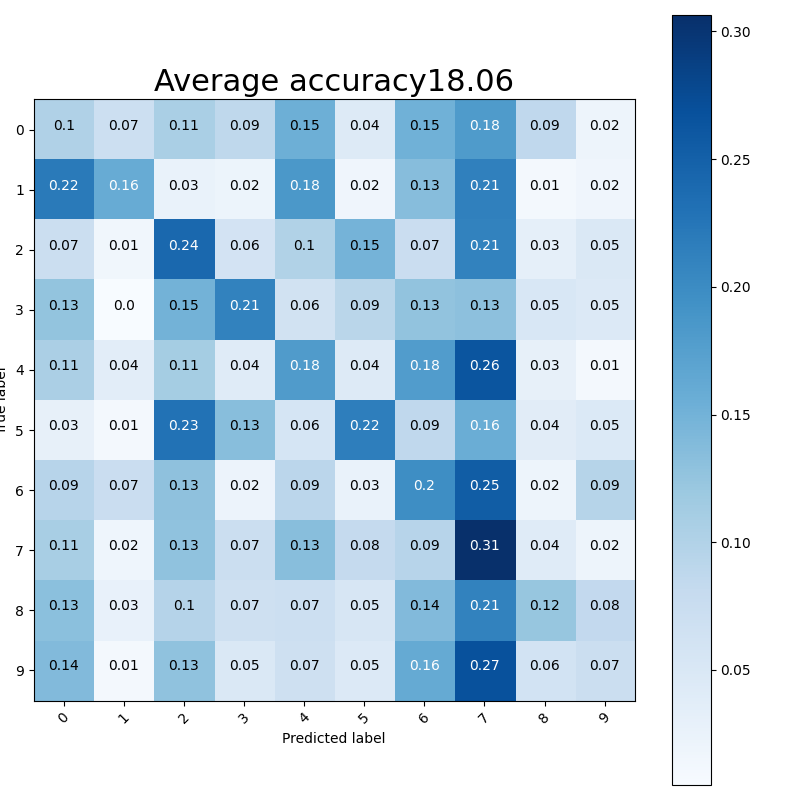 Average accuracy18.06
0 0.1 0.07 0.11 0.09 0.15 0.04 0.15 0.18 0.09 0.02
1 0.22 0.16 0.03 0.02 0.18 0.02 0.13 0.21 0.01 0.02
2 0.07 0.01 0.24 0.06 0.1 0.15 0.07 0.21 0.03 0.05
3 0.13 0.0 0.15 0.21 0.06 0.09 0.13 0.13 0.05 0.05
4 0.11 0.04 0.11 0.04 0.18 0.04 0.18 0.26 0.03 0.01
5 0.03 0.01 0.23 0.13 0.06 0.22 0.09 0.16 0.04 0.05
6 0.09 0.07 0.13 0.02 0.09 0.03 0.2 0.25 0.02 0.09
7 0.11 0.02 0.13 0.07 0.13 0.08 0.09 0.31 0.04 0.02
8 0.13 0.03 0.1 0.07 0.07 0.05 0.14 0.21 0.12 0.08
9 0.14 0.01 0.13 0.05 0.07 0.05 0.16 0.27 0.06 0.07
0 1 2 3 4 5 6 7 8 9
Predicted label
label
0.30
0.25
0.20
0.15
0.10
0.05